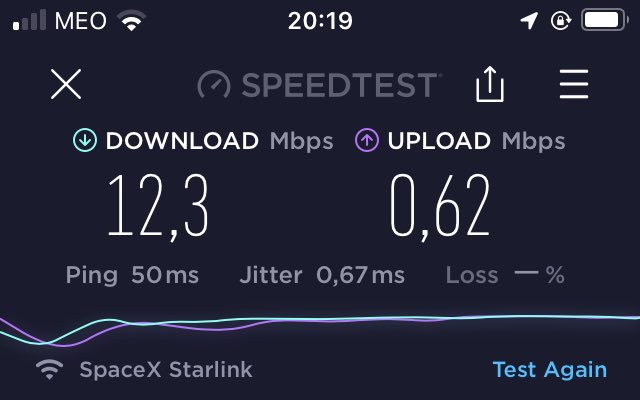 MEO 20:19
SPEEDTEST
DOWNLOAD Mbps UPLOAD Mbps
12,3 0,62
Ping 50 ms Jitter 0,67 ms Loss — %
SpaceX Starlink Test Again